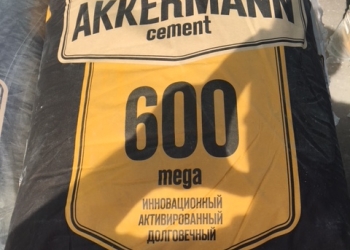 AKKERMANN
cement
600
mega
ИННОВАЦИОННЫЙ
АКТИВИРОВАННЫЙ
ДОЛГОВЕЧНЫЙ